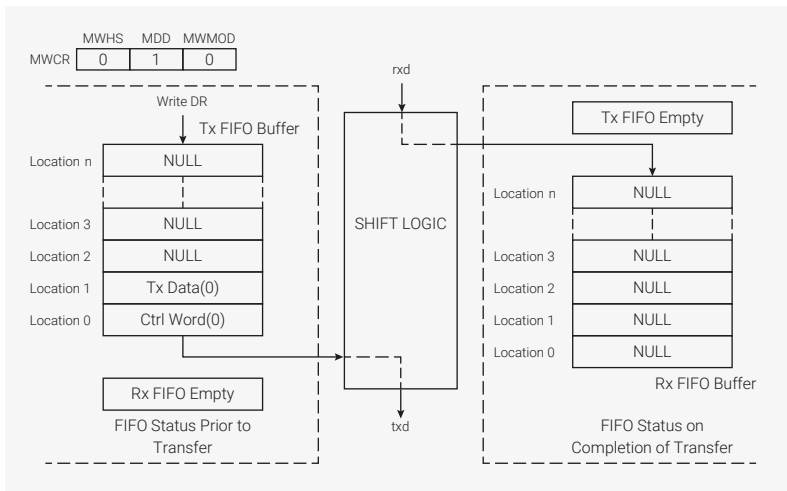 MWHS MDD MWMOD
MWCR 0 1 0
Write DR
Tx FIFO Buffer
Location n NULL
Location 3 NULL
Location 2 NULL
Location 1 Tx Data(0)
Location 0 Ctrl Word(0)
Rx FIFO Empty
FIFO Status Prior to
Transfer
rxd
SHIFT LOGIC
txd
Tx FIFO Empty
Location n NULL
Location 3 NULL
Location 2 NULL
Location 1 NULL
Location 0 NULL
Rx FIFO Buffer
FIFO Status on
Completion of Transfer